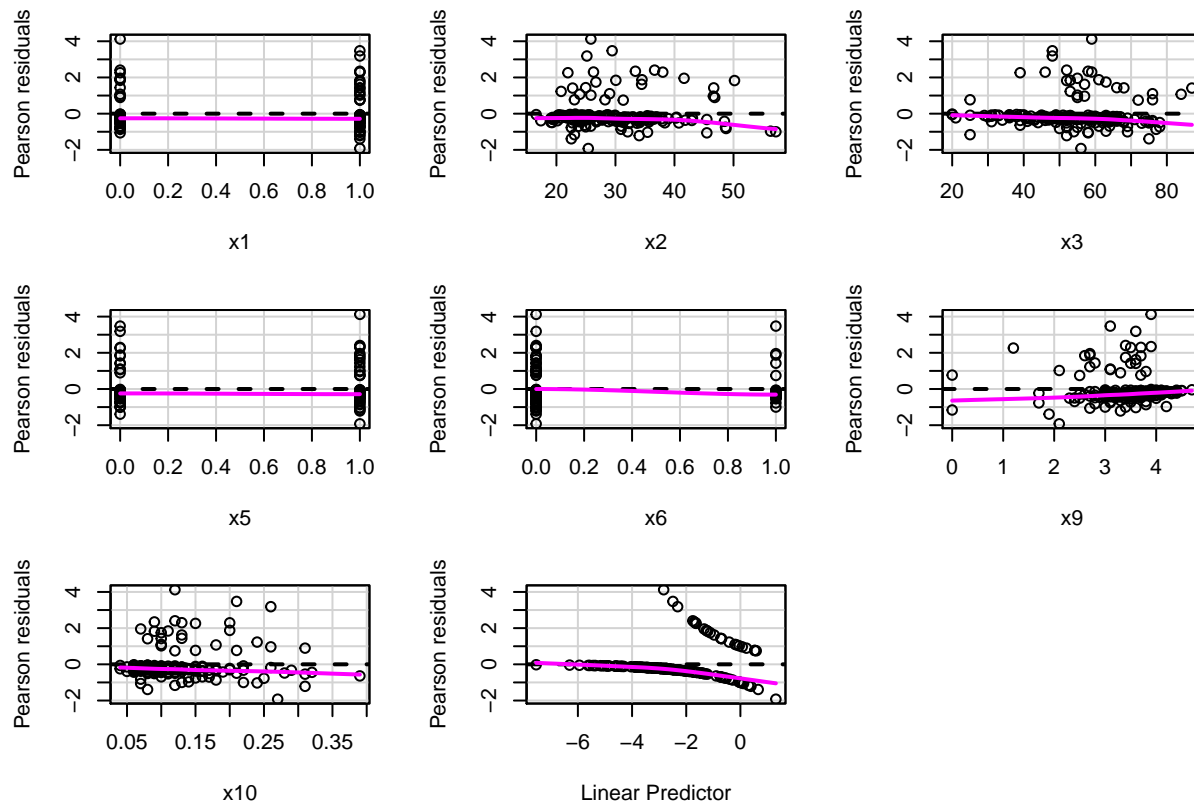 Pearson residuals
−2 0 2 4
0.0 0.2 0.4 0.6 0.8 1.0
x1
Pearson residuals
−2 0 2 4
20 30 40 50
x2
Pearson residuals
−2 0 2 4
20 40 60 80
x3
Pearson residuals
−2 0 2 4
0.0 0.2 0.4 0.6 0.8 1.0
x5
Pearson residuals
−2 0 2 4
0.0 0.2 0.4 0.6 0.8 1.0
x6
Pearson residuals
−2 0 2 4
0 1 2 3 4
x9
Pearson residuals
−2 0 2 4
0.05 0.15 0.25 0.35
x10
Pearson residuals
−2 0 2 4
−6 −4 −2 0
Linear Predictor